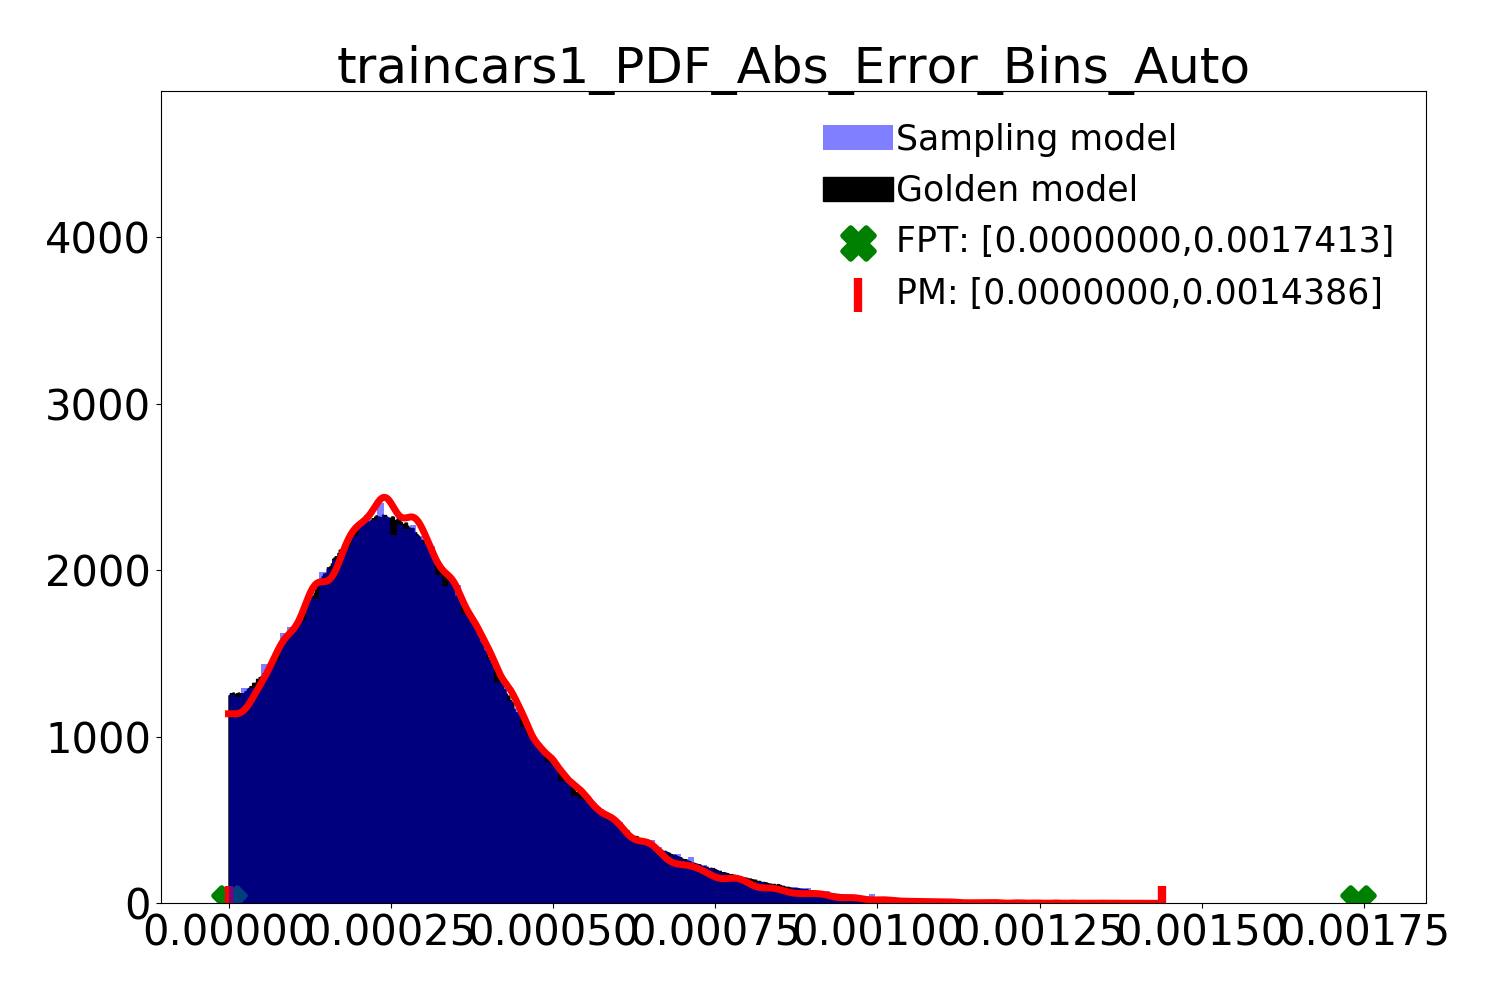 traincars1_PDF_Abs_Error_Bins_Auto
Sampling model
Golden model
FPT: [0.0000000,0.0017413]
PM: [0.0000000,0.0014386]
4000
3000
2000
1000
0
0.00000 0.00025 0.00050 0.00075 0.00100 0.00125 0.00150 0.00175